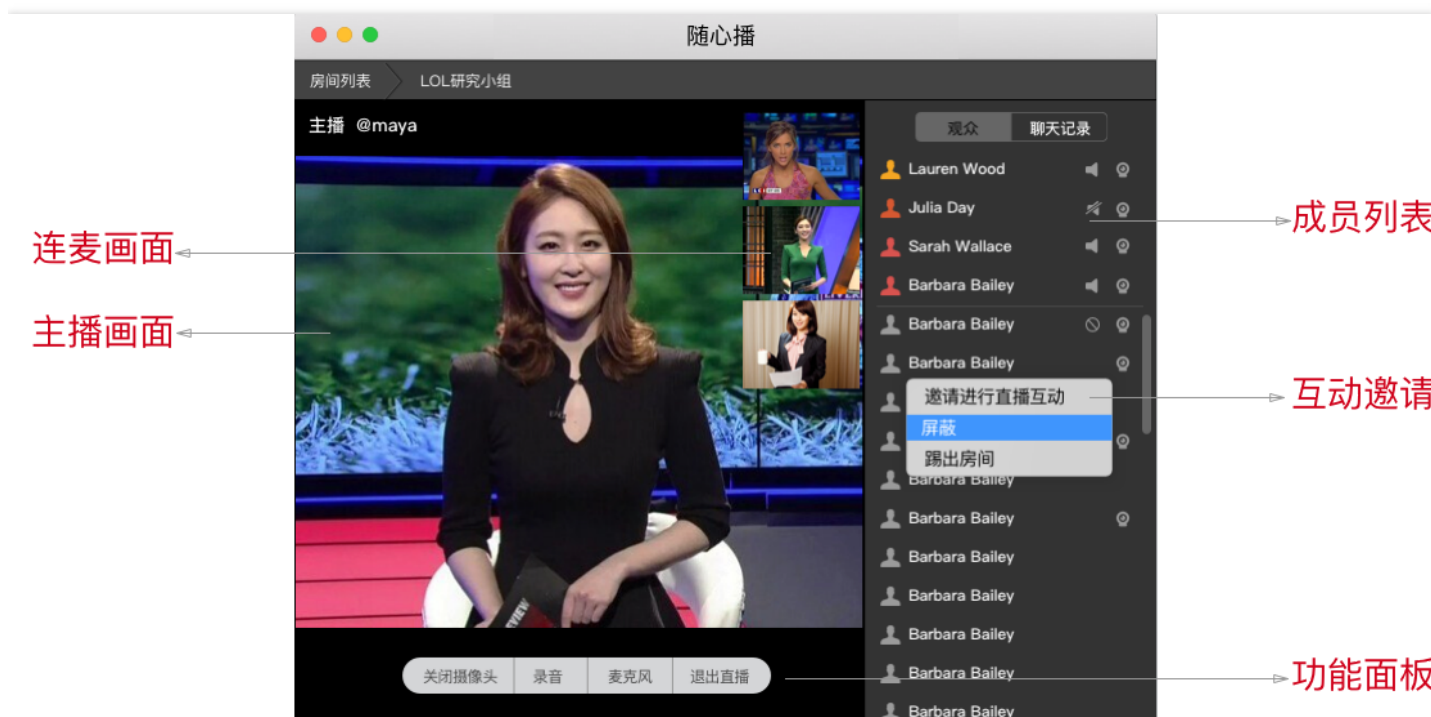 随心播
房间列表
LOL研究小组
主播 @maya
观众
聊天记录
Lauren Wood
Julia Day
Sarah Wallace
Barbara Bailey
Barbara Bailey
Barbara Bailey
邀请进行直播互动
屏蔽
踢出房间
Barbara Bailey
Barbara Bailey
Barbara Bailey
Barbara Bailey
Barbara Bailey
Barbara Bailey
Barbara Bailey
关闭摄像头
录音
麦克风
退出直播
连麦画面
主播画面
成员列表
互动邀请
功能面板